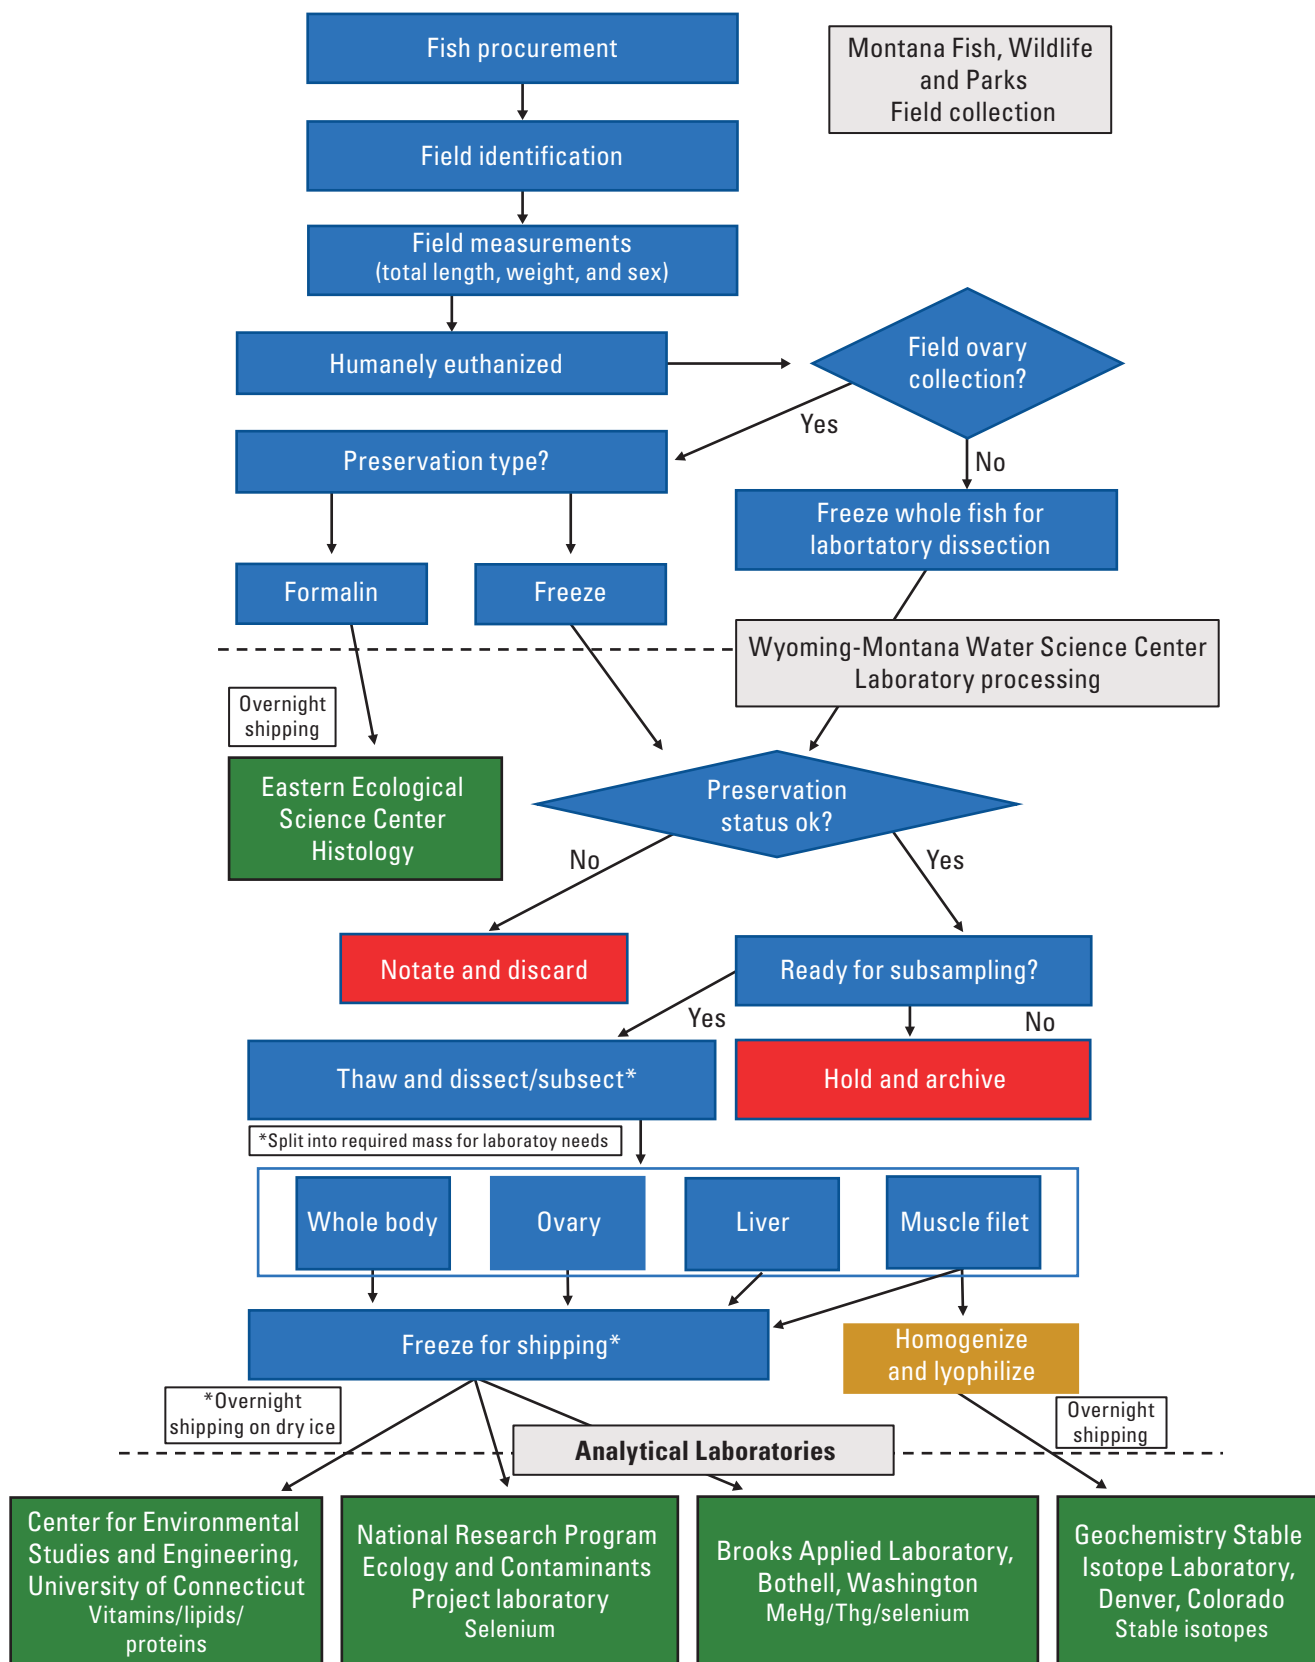 Fish procurement
Montana Fish, Wildlife
and Parks
Field collection
Field identification
Field measurements
(total length, weight, and sex)
Humanely euthanized
Field ovary
collection?
Yes
No
Preservation type?
Freeze whole fish for
labortatory dissection
Formalin
Freeze
Wyoming-Montana Water Science Center
Laboratory processing
Overnight
shipping
Eastern Ecological
Science Center
Histology
Preservation
status ok?
No
Yes
Notate and discard
Ready for subsampling?
Yes
No
Thaw and dissect/subsect*
Hold and archive
*Split into required mass for laboratoy needs
Whole body
Ovary
Liver
Muscle filet
Freeze for shipping*
Homogenize
and lyophilize
*Overnight
shipping on dry ice
Overnight
shipping
Analytical Laboratories
Center for Environmental
Studies and Engineering,
University of Connecticut
Vitamins/lipids/
proteins
National Research Program
Ecology and Contaminants
Project laboratory
Selenium
Brooks Applied Laboratory,
Bothell, Washington
MeHg/Thg/selenium
Geochemistry Stable
Isotope Laboratory,
Denver, Colorado
Stable isotopes